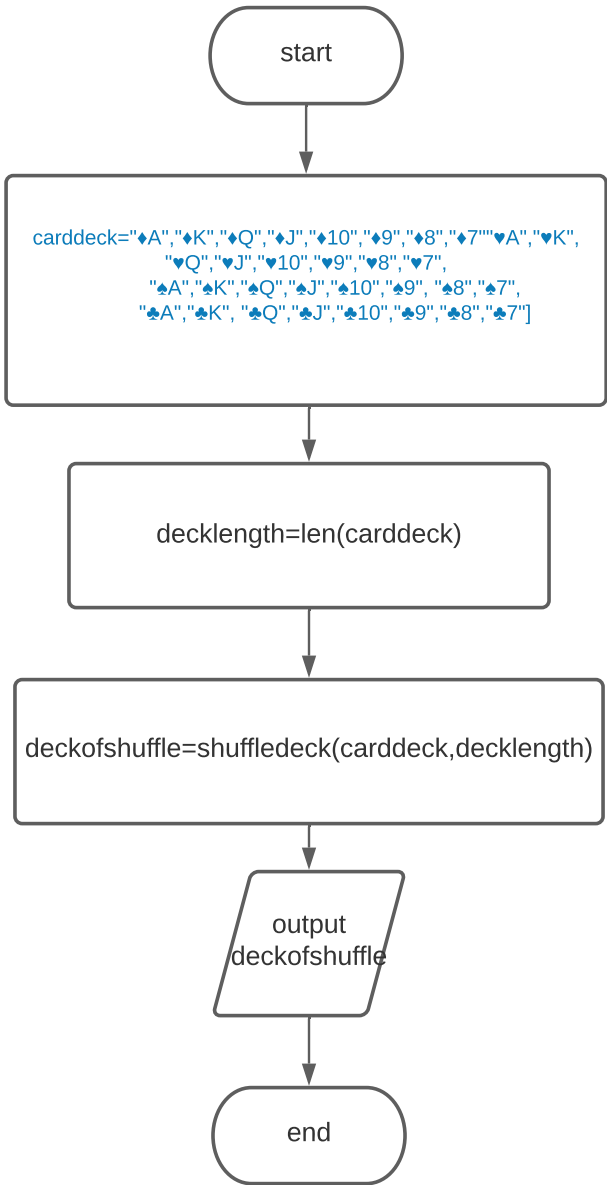 start
carddeck="♦A","♦K","♦Q","♦J","♦10","♦9","♦8","♦7""♥A","♥K",
"♥Q","♥J","♥10","♥9","♥8","♥7",
"♠A","♠K","♠Q","♠J","♠10","♠9", "♠8","♠7",
"♣A","♣K", "♣Q","♣J","♣10","♣9","♣8","♣7"]
decklength=len(carddeck)
deckofshuffle=shuffledeck(carddeck,decklength)
output
deckofshuffle
end